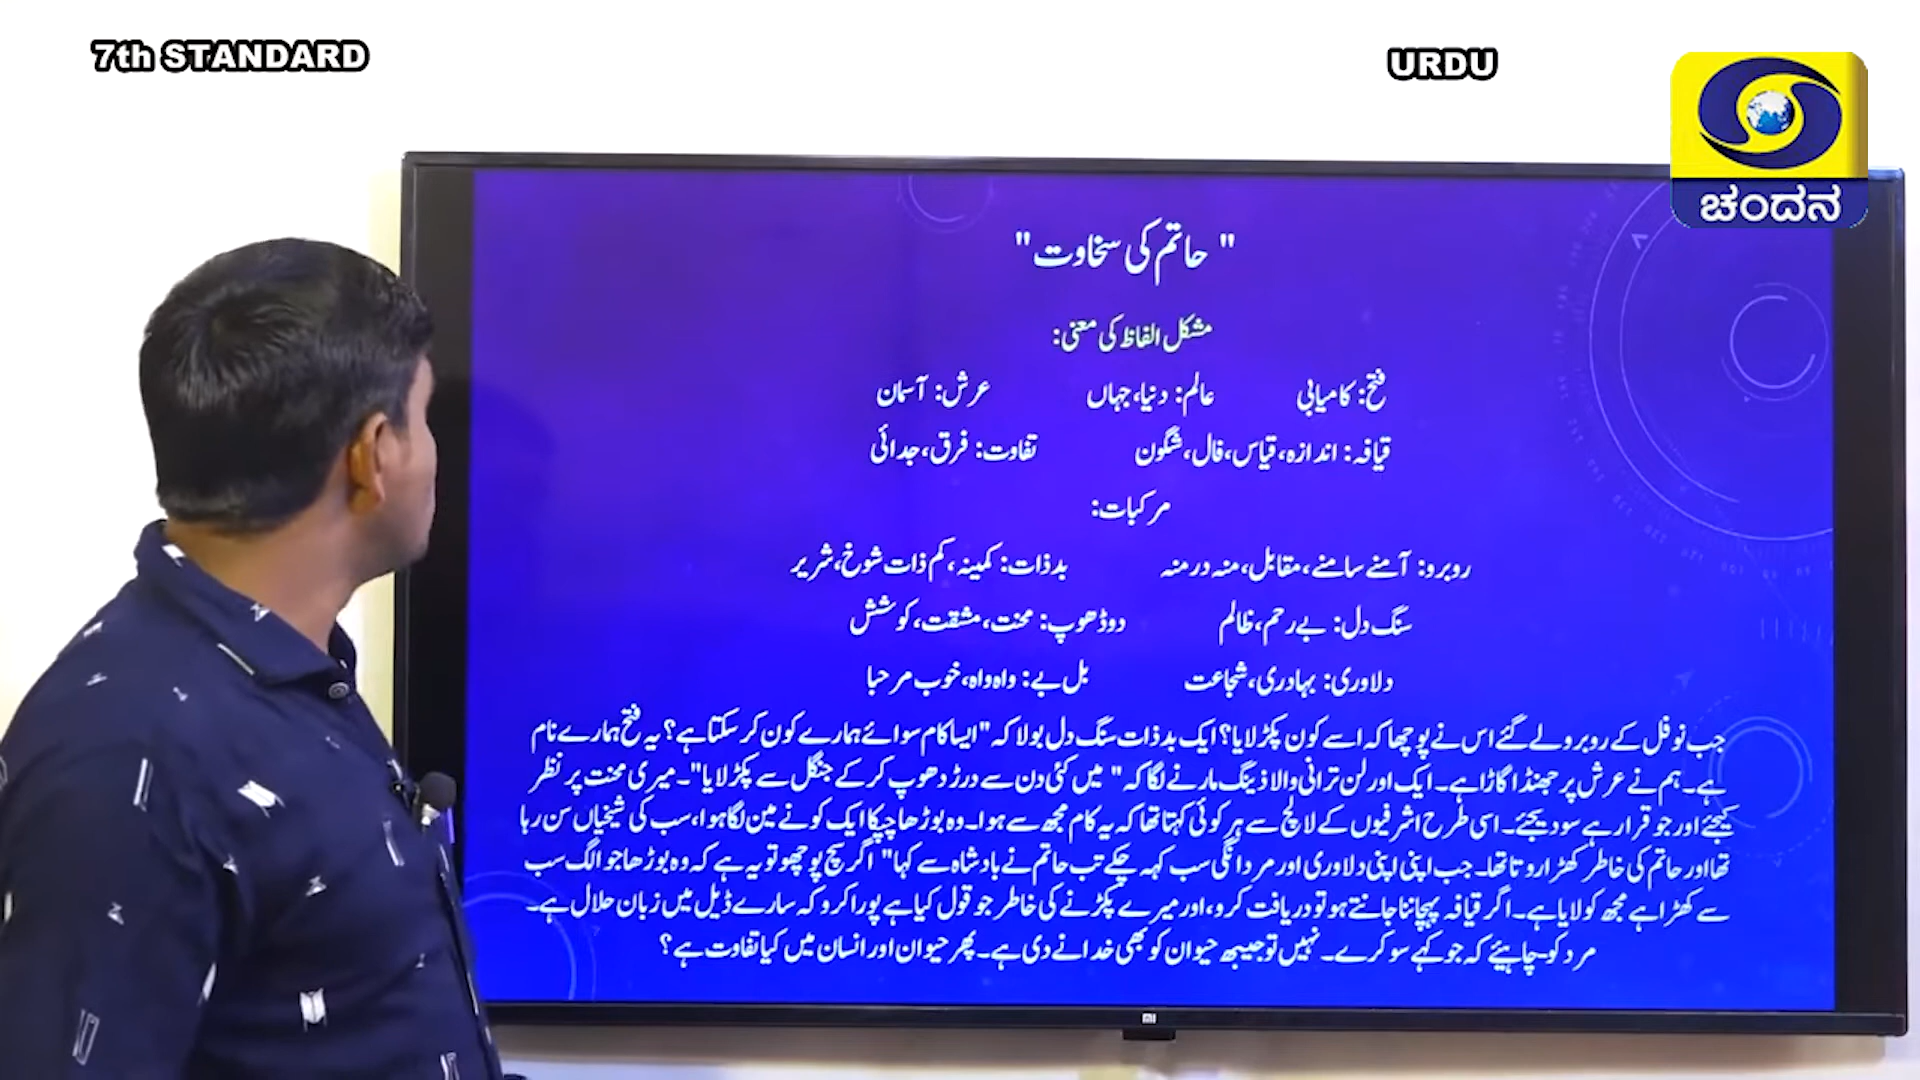 7th STANDARD
URDU
ಚಂದನ
" حاتم کی سخاوت "
مشکل الفاظ کی معنی:
فتح: کامیابی عالم: دنیا، جہاں عرش: آسمان
قیافہ: اندازہ، قیاس، فال، شگون تفاوت: فرق، جدائی
مرکبات:
روبرو: آمنے سامنے، مقابل، منہ در منہ بدذات: کمینہ، کم ذات شوخ، شریر
سنگ دل: بے رحم، ظالم دوڈھوپ: محنت، مشقت، کوشش
دلاوری: بہادری، شجاعت بل بے: واہ واہ، خوب مرحبا
جب نوفل کے روبرو لے گئے اس نے پوچھا کہ اسے کون پکڑ لایا؟ ایک بدذات سنگ دل بولا کہ "ایسا کام سوائے ہمارے کون کر سکتا ہے؟ یہ فتح ہمارے نام
ہے۔ ہم نے عرش پر جھنڈا گاڑا ہے۔ ایک اور لن ترانی والا ڈینگ مارنے لگا کہ " میں کئی دن سے درڑ دھوپ کر کے جنگل سے پکڑ لایا"۔ میری محنت پر نظر
کیجئے اور جو قرار ہے سو دیجئے۔ اسی طرح اشرفیوں کے لالچ سے ہر کوئی کہتا تھا کہ یہ کام مجھ سے ہوا۔ وہ بوڑھا چپکا ایک کونے مین لگا ہوا، سب کی شیخیاں سن رہا
تھا اور حاتم کی خاطر کھڑا روتا تھا۔ جب اپنی اپنی دلاوری اور مردانگی سب کہہ چکے تب حاتم نے بادشاہ سے کہا" اگر سچ پوچھو تو یہ ہے کہ وہ بوڑھا جو الگ سب
سے کھڑا ہے مجھ کو لایا ہے۔ اگر قیافہ پہچاننا جانتے ہو تو دریافت کرو، اور میرے پکڑنے کی خاطر جو قول کیا ہے پورا کرو کہ سارے ڈیل میں زبان حلال ہے۔
مرد کو چاہیئے کہ جو کہے سو کرے۔ نہیں تو جیبھ حیوان کو بھی خدا نے دی ہے۔ پھر حیوان اور انسان میں کیا تفاوت ہے؟
mi